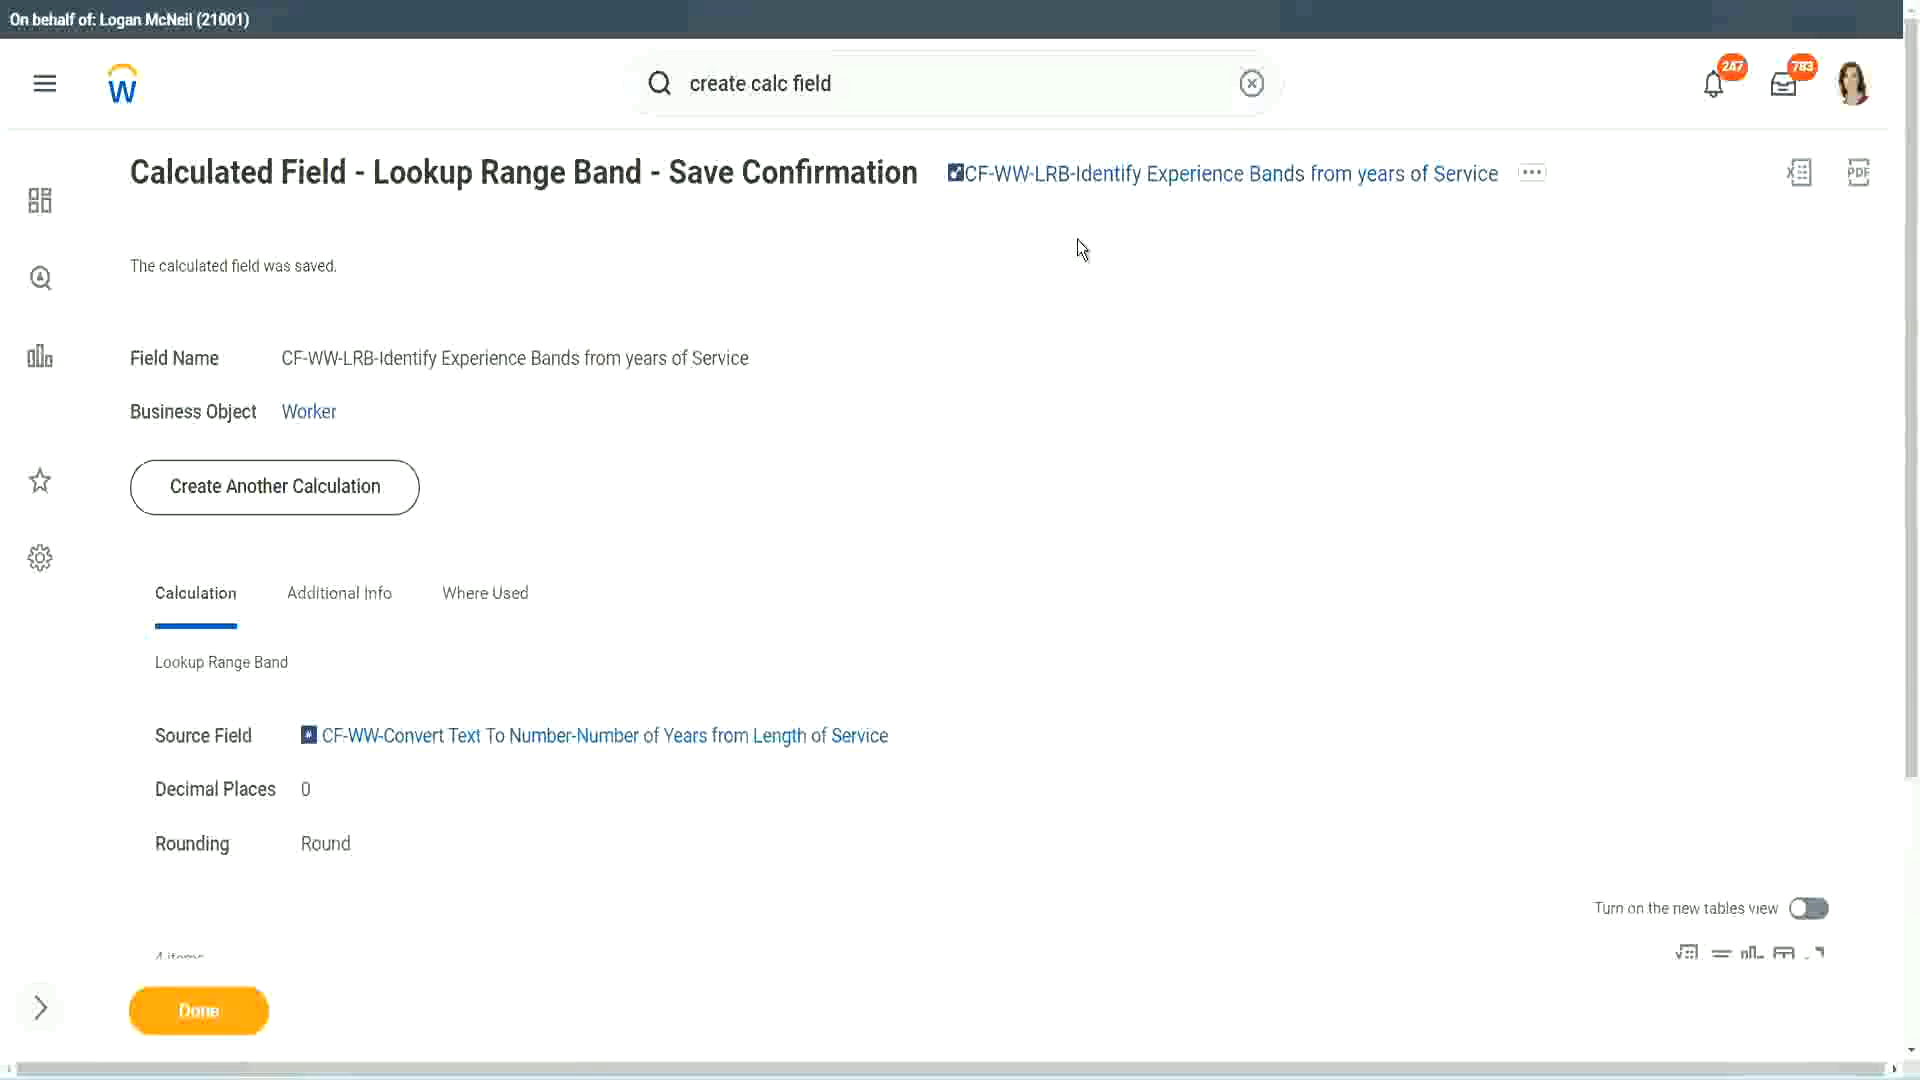 On behalf of: Logan McNeil (21001)
W
create calc field
247
783
Calculated Field - Lookup Range Band - Save Confirmation
CF-WW-LRB-Identify Experience Bands from years of Service
PDF
The calculated field was saved.
Field Name CF-WW-LRB-Identify Experience Bands from years of Service
Business Object Worker
Create Another Calculation
Calculation Additional Info Where Used
Lookup Range Band
Source Field # CF-WW-Convert Text To Number-Number of Years from Length of Service
Decimal Places 0
Rounding Round
Turn on the new tables view
4 items
Done